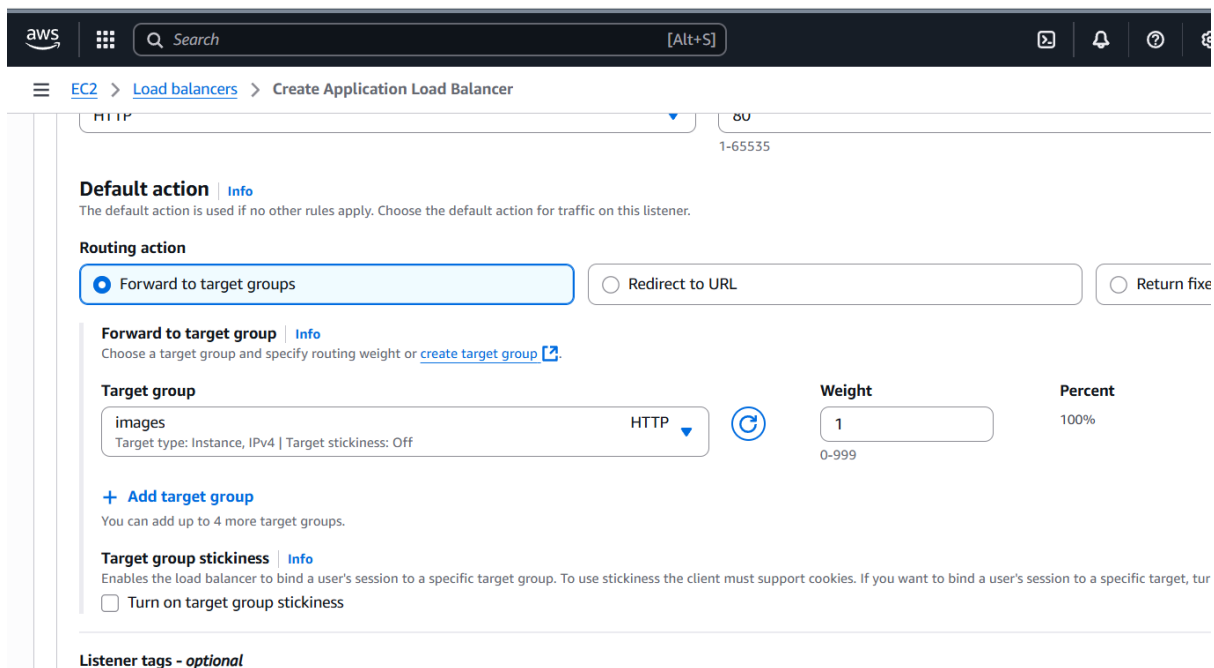 aws Search [Alt+S]
EC2 > Load balancers > Create Application Load Balancer
HTTP 80
1-65535
Default action Info
The default action is used if no other rules apply. Choose the default action for traffic on this listener.
Routing action
Forward to target groups Redirect to URL Return fixe
Forward to target group Info
Choose a target group and specify routing weight or create target group.
Target group Weight Percent
images HTTP 1 100%
Target type: Instance, IPv4 | Target stickiness: Off
0-999
+ Add target group
You can add up to 4 more target groups.
Target group stickiness Info
Enables the load balancer to bind a user's session to a specific target group. To use stickiness the client must support cookies. If you want to bind a user's session to a specific target, tur
Turn on target group stickiness
Listener tags - optional